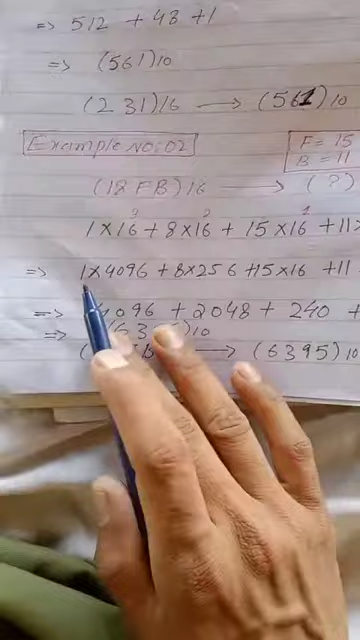 => 512 + 48 +1
=> (561)10
(231)16 → (561)10
Example No:02
F = 15
B = 11
(18FB)16 → (?)
1×16³ + 8×16² + 15×16¹ + 11×
=> 1×4096 + 8×256 +15×16 +11
=> 4096 + 2048 + 240 +
=> (6395)10
→ (6395)10